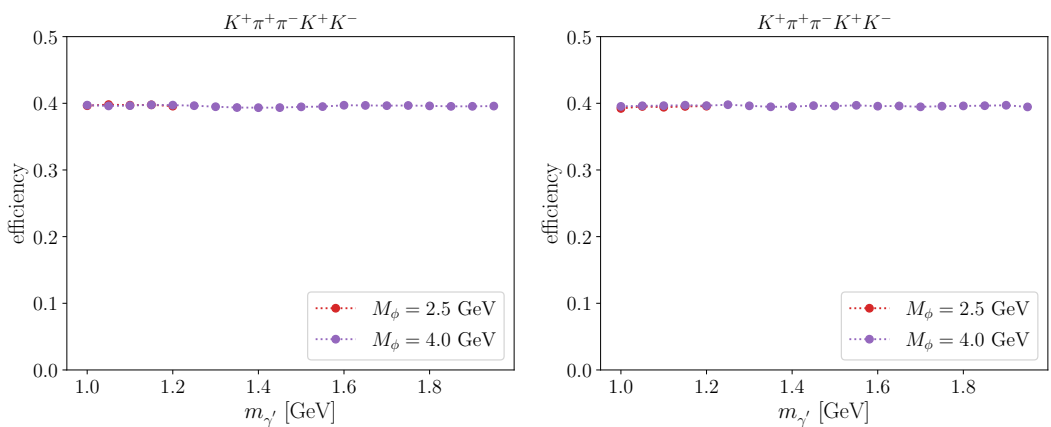 K⁺π⁺π⁻K⁺K⁻
0.5
0.4
0.3
0.2
0.1
0.0
efficiency
M_ϕ = 2.5 GeV
M_ϕ = 4.0 GeV
1.0 1.2 1.4 1.6 1.8
m_γ′ [GeV]
K⁺π⁺π⁻K⁺K⁻
0.5
0.4
0.3
0.2
0.1
0.0
efficiency
M_ϕ = 2.5 GeV
M_ϕ = 4.0 GeV
1.0 1.2 1.4 1.6 1.8
m_γ′ [GeV]